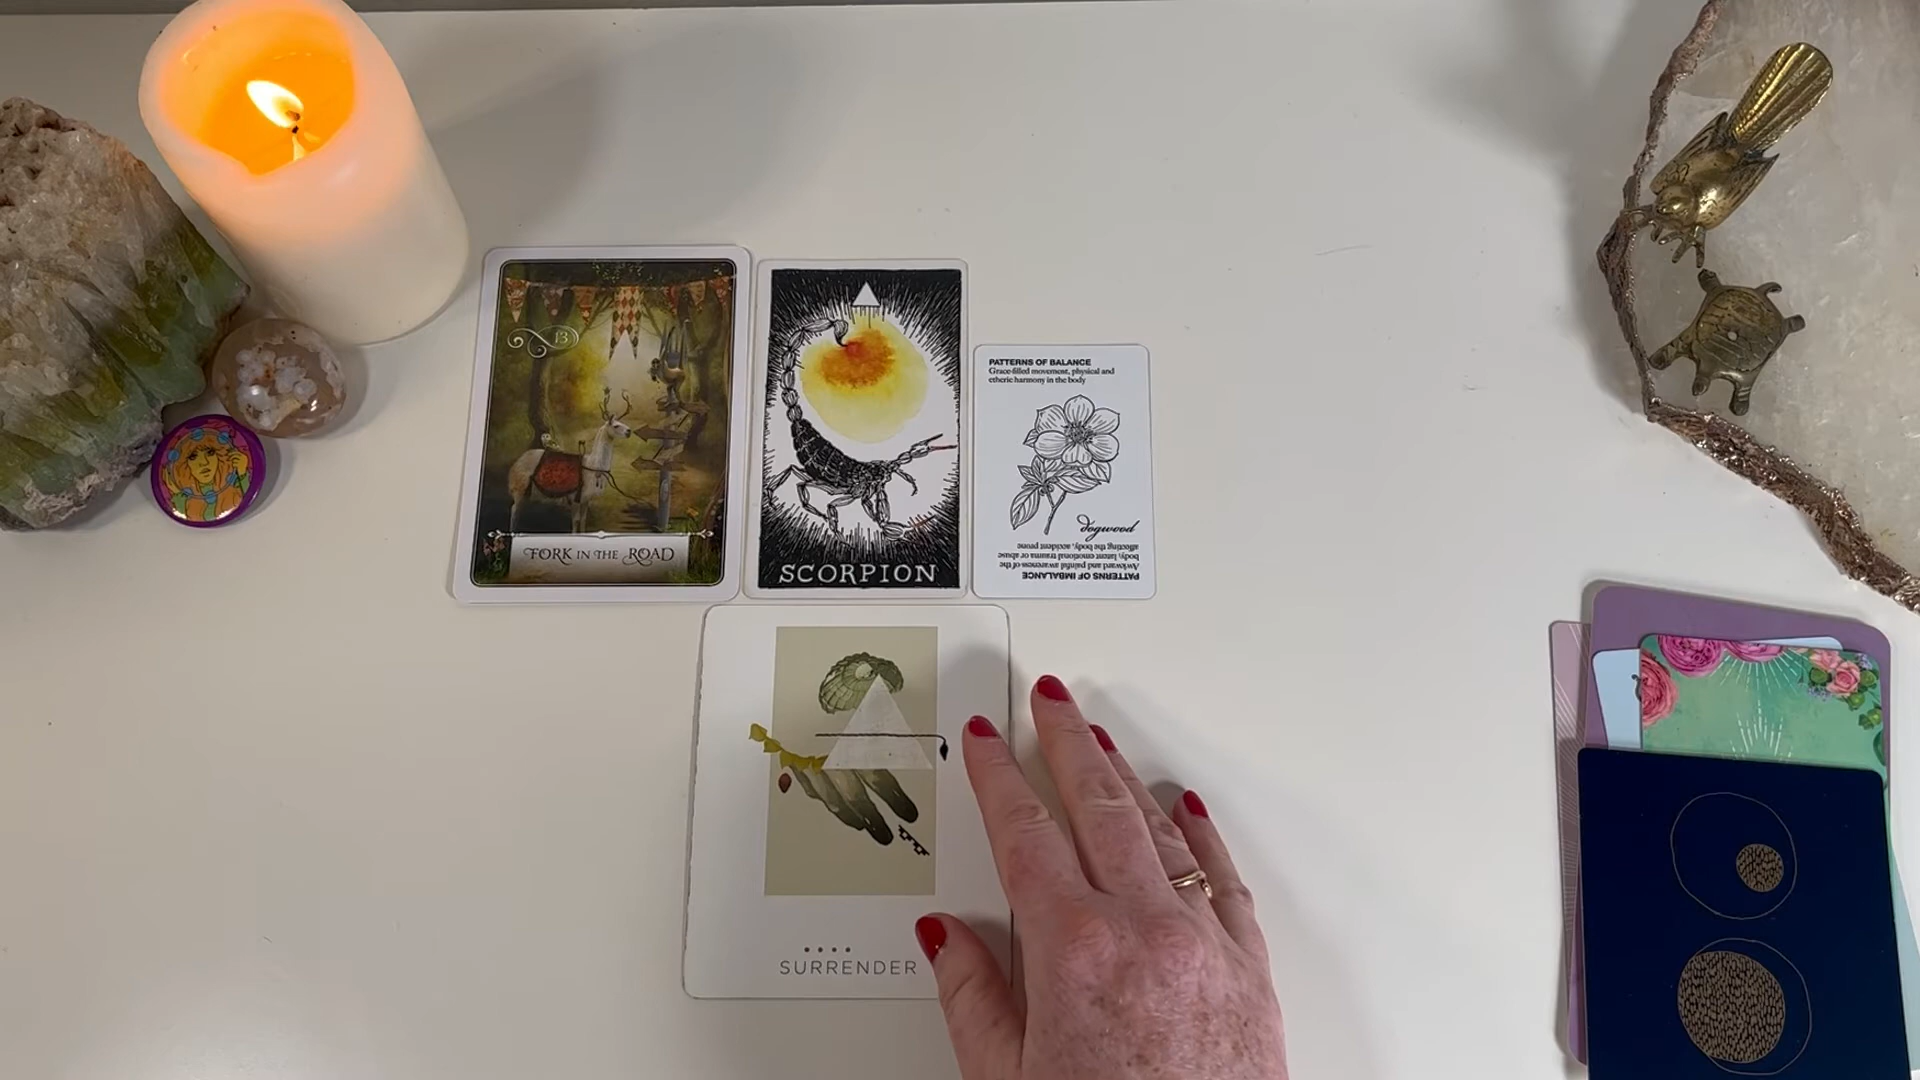 13
FORK IN THE ROAD
SCORPION
PATTERNS OF BALANCE
Grace-filled movement, physical and
etheric harmony in the body
dogwood
PATTERNS OF IMBALANCE
Awkward and painful awareness of the
body, latent emotional trauma or abuse
affecting the body, accident prone
SURRENDER